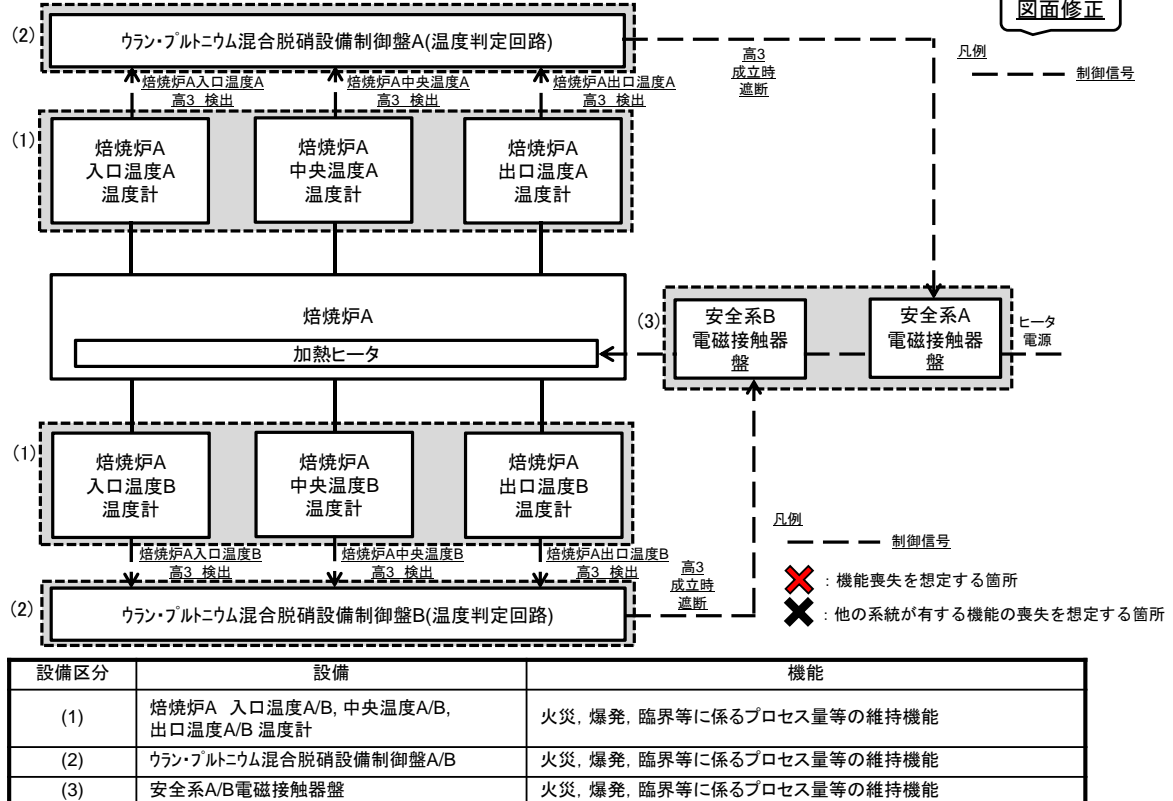 図面修正
(2)
ウラン・プルトニウム混合脱硝設備制御盤A(温度判定回路)
高3
成立時
遮断
凡例
制御信号
焙焼炉A入口温度A
高3 検出
焙焼炉A中央温度A
高3 検出
焙焼炉A出口温度A
高3 検出
(1)
焙焼炉A
入口温度A
温度計
焙焼炉A
中央温度A
温度計
焙焼炉A
出口温度A
温度計
焙焼炉A
加熱ヒータ
(3)
安全系B
電磁接触器
盤
安全系A
電磁接触器
盤
ヒータ
電源
(1)
焙焼炉A
入口温度B
温度計
焙焼炉A
中央温度B
温度計
焙焼炉A
出口温度B
温度計
焙焼炉A入口温度B
高3 検出
焙焼炉A中央温度B
高3 検出
焙焼炉A出口温度B
高3 検出
(2)
ウラン・プルトニウム混合脱硝設備制御盤B(温度判定回路)
高3
成立時
遮断
凡例
制御信号
：機能喪失を想定する箇所
：他の系統が有する機能の喪失を想定する箇所
設備区分 設備 機能
(1) 焙焼炉A 入口温度A/B, 中央温度A/B,
出口温度A/B 温度計 火災, 爆発, 臨界等に係るプロセス量等の維持機能
(2) ウラン・プルトニウム混合脱硝設備制御盤A/B 火災, 爆発, 臨界等に係るプロセス量等の維持機能
(3) 安全系A/B電磁接触器盤 火災, 爆発, 臨界等に係るプロセス量等の維持機能